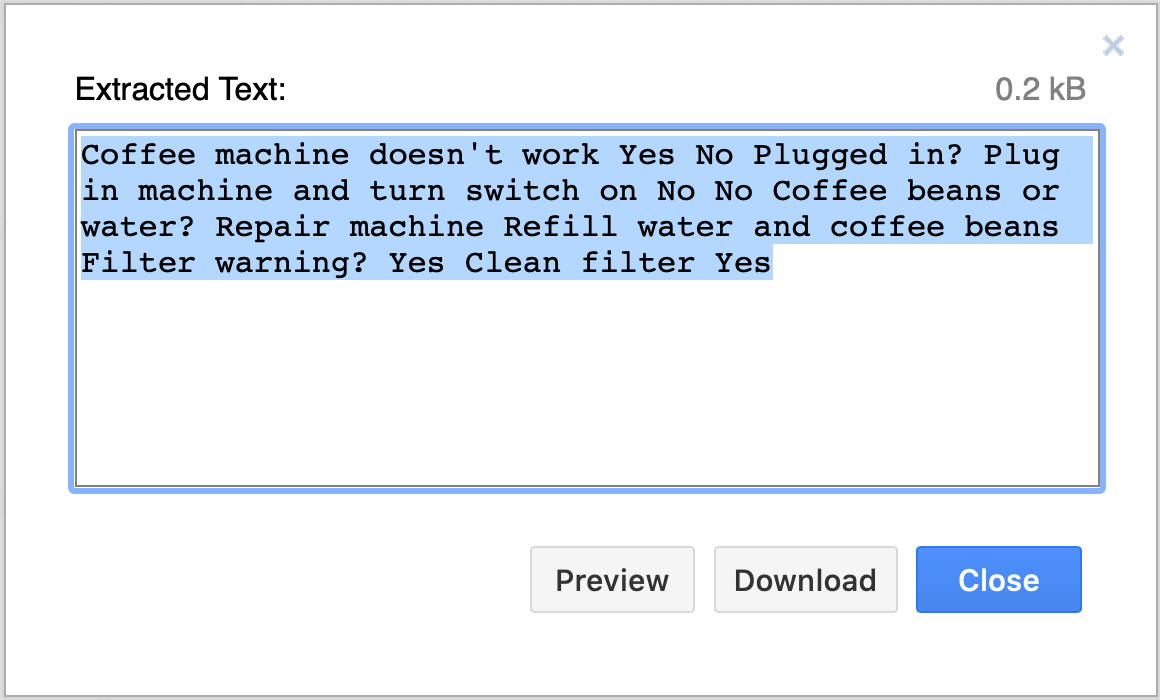 Extracted Text: 0.2 kB
Coffee machine doesn't work Yes No Plugged in? Plug
in machine and turn switch on No No Coffee beans or
water? Repair machine Refill water and coffee beans
Filter warning? Yes Clean filter Yes
Preview Download Close